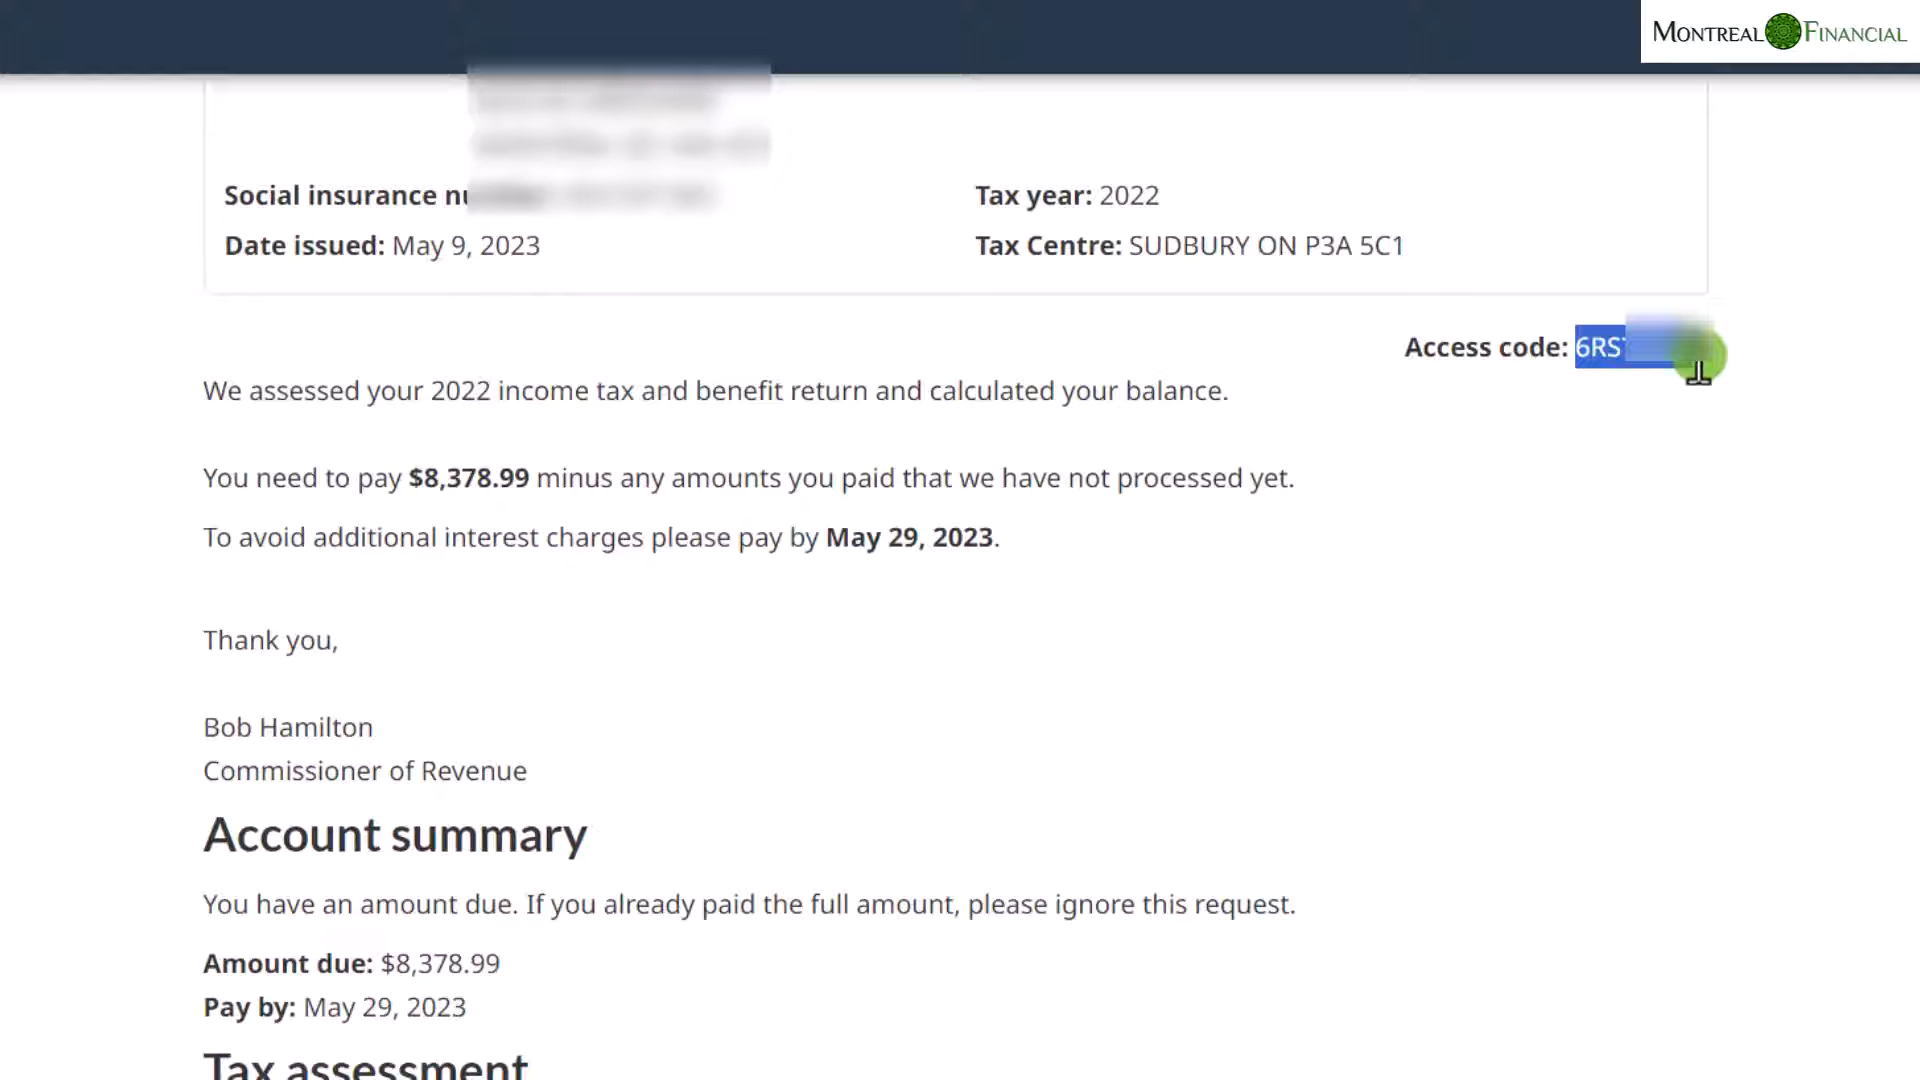 MONTREAL FINANCIAL
Social insurance
Tax year: 2022
Date issued: May 9, 2023
Tax Centre: SUDBURY ON P3A 5C1
Access code:
We assessed your 2022 income tax and benefit return and calculated your balance.
You need to pay $8,378.99 minus any amounts you paid that we have not processed yet.
To avoid additional interest charges please pay by May 29, 2023.
Thank you,
Bob Hamilton
Commissioner of Revenue
Account summary
You have an amount due. If you already paid the full amount, please ignore this request.
Amount due: $8,378.99
Pay by: May 29, 2023
Tax assessment